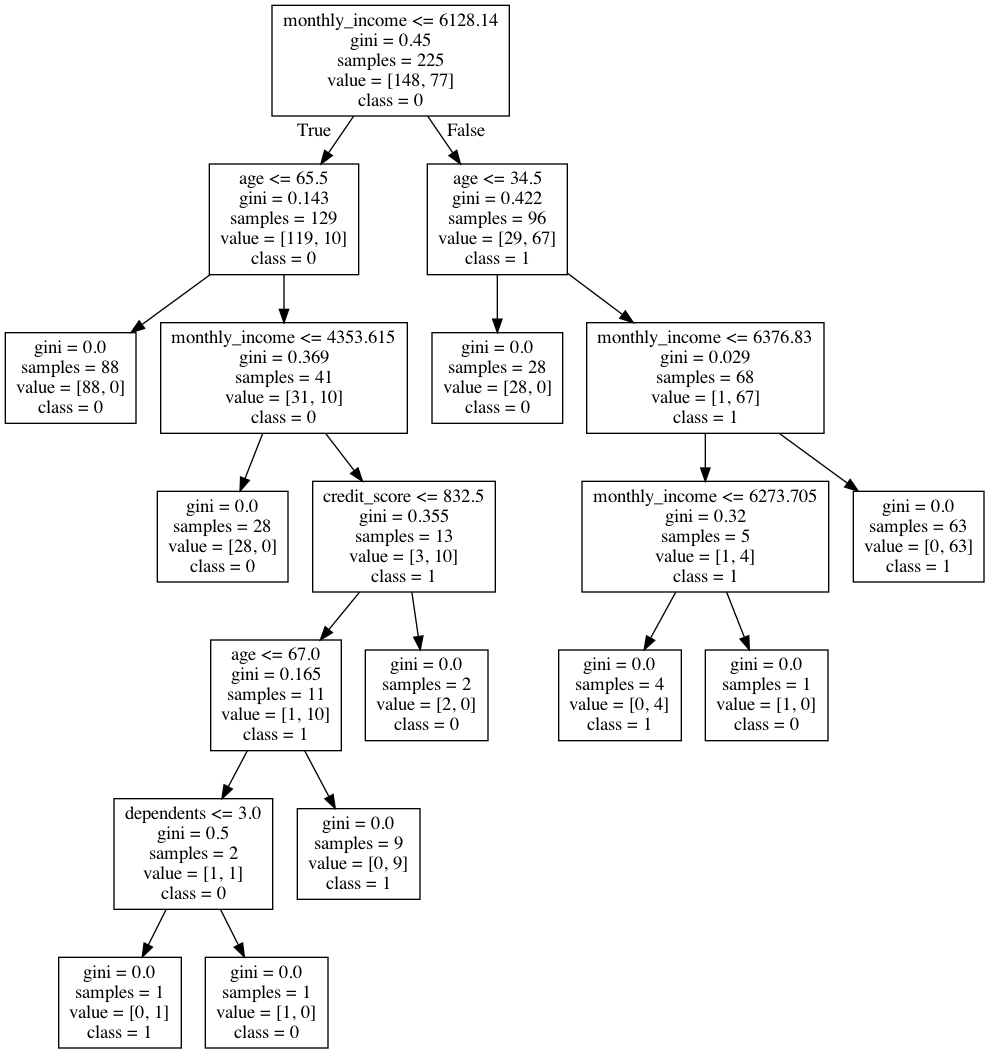 monthly_income <= 6128.14
gini = 0.45
samples = 225
value = [148, 77]
class = 0
True
False
age <= 65.5
gini = 0.143
samples = 129
value = [119, 10]
class = 0
age <= 34.5
gini = 0.422
samples = 96
value = [29, 67]
class = 1
gini = 0.0
samples = 88
value = [88, 0]
class = 0
monthly_income <= 4353.615
gini = 0.369
samples = 41
value = [31, 10]
class = 0
gini = 0.0
samples = 28
value = [28, 0]
class = 0
monthly_income <= 6376.83
gini = 0.029
samples = 68
value = [1, 67]
class = 1
gini = 0.0
samples = 28
value = [28, 0]
class = 0
credit_score <= 832.5
gini = 0.355
samples = 13
value = [3, 10]
class = 1
monthly_income <= 6273.705
gini = 0.32
samples = 5
value = [1, 4]
class = 1
gini = 0.0
samples = 63
value = [0, 63]
class = 1
age <= 67.0
gini = 0.165
samples = 11
value = [1, 10]
class = 1
gini = 0.0
samples = 2
value = [2, 0]
class = 0
gini = 0.0
samples = 4
value = [0, 4]
class = 1
gini = 0.0
samples = 1
value = [1, 0]
class = 0
dependents <= 3.0
gini = 0.5
samples = 2
value = [1, 1]
class = 0
gini = 0.0
samples = 9
value = [0, 9]
class = 1
gini = 0.0
samples = 1
value = [0, 1]
class = 1
gini = 0.0
samples = 1
value = [1, 0]
class = 0